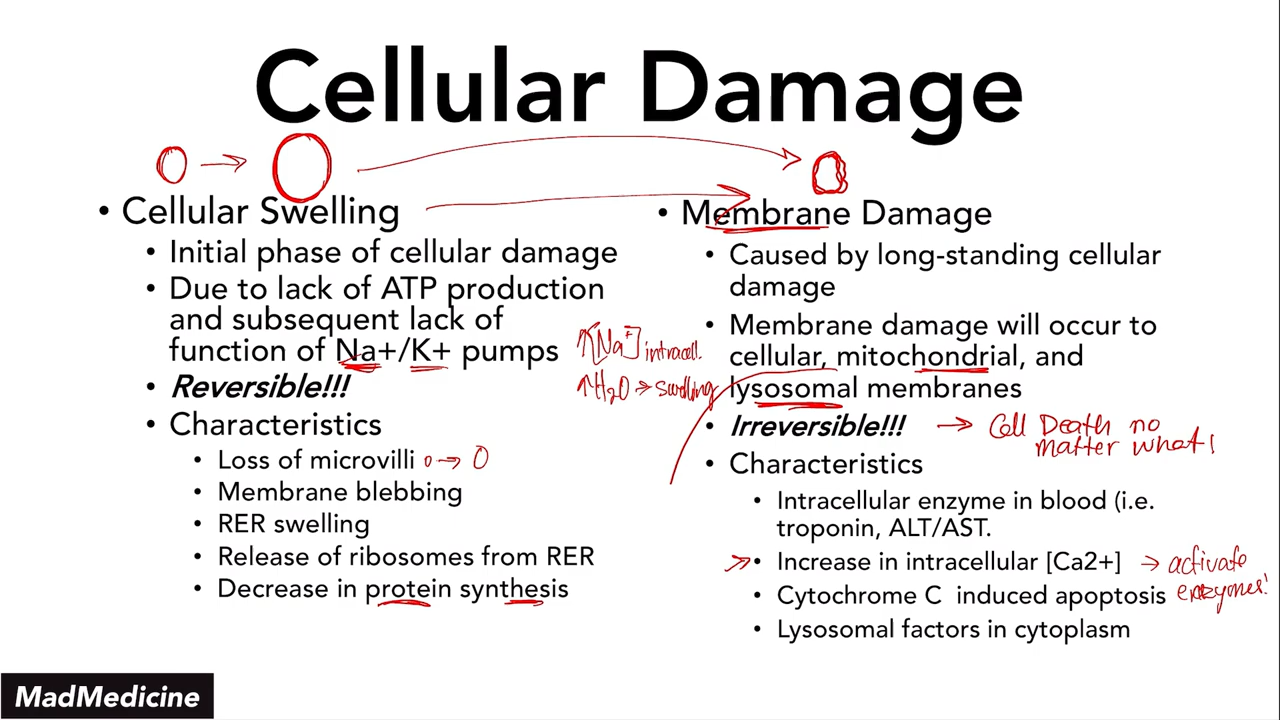 Cellular Damage
• Cellular Swelling
• Initial phase of cellular damage
• Due to lack of ATP production
and subsequent lack of
function of Na+/K+ pumps
↑[Na+] intracel.
↑H2O → swelling
• Reversible!!!
• Characteristics
• Loss of microvilli
• Membrane blebbing
• RER swelling
• Release of ribosomes from RER
• Decrease in protein synthesis
• Membrane Damage
• Caused by long-standing cellular
damage
• Membrane damage will occur to
cellular, mitochondrial, and
lysosomal membranes
• Irreversible!!! → Cell Death no
matter what!
• Characteristics
• Intracellular enzyme in blood (i.e.
troponin, ALT/AST.
• Increase in intracellular [Ca2+] → activate
enzymes!
• Cytochrome C induced apoptosis
• Lysosomal factors in cytoplasm
MadMedicine